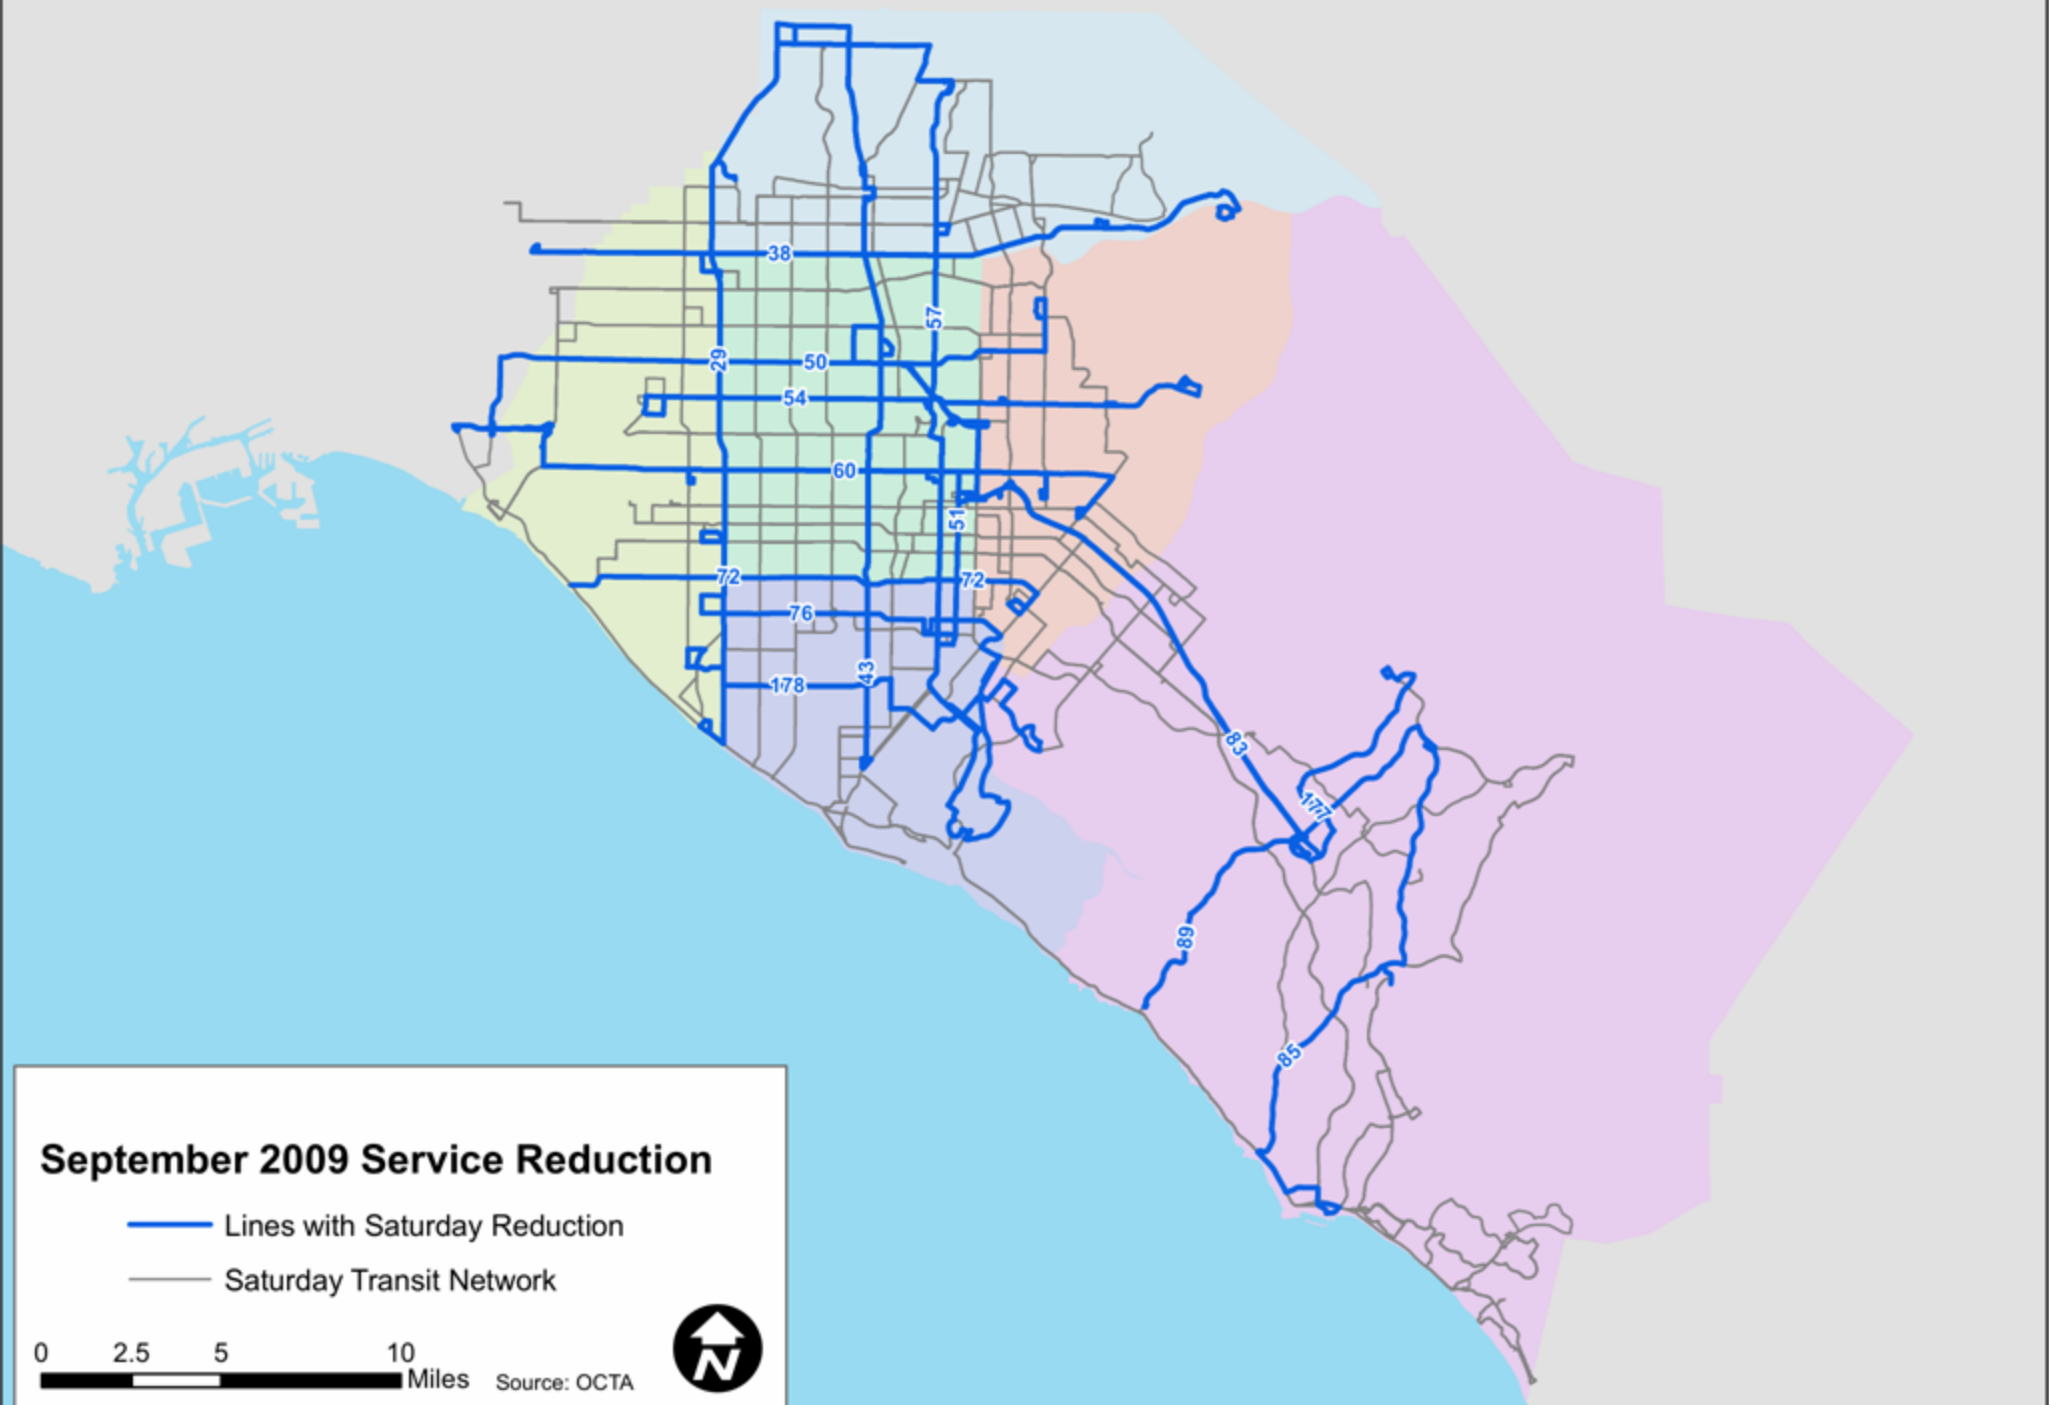 38
57
29
50
54
60
51
72
72
76
43
178
83
177
89
85
September 2009 Service Reduction
Lines with Saturday Reduction
Saturday Transit Network
0 2.5 5 10
Miles
Source: OCTA
N